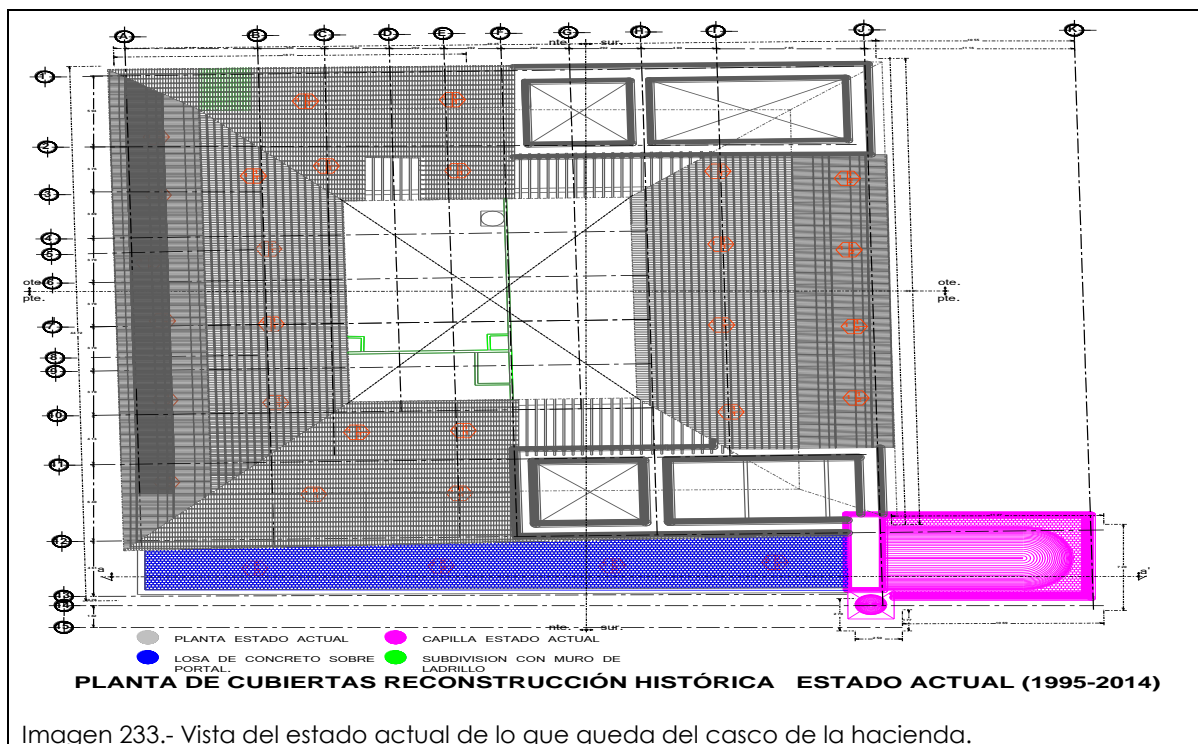 A B C D E F G H I J K
nte. sur.
1
2
3
4
5
6
ote. ote.
pte. pte.
7
8
9
10
11
12
a' a'
13
14
15
nte. sur.
PLANTA ESTADO ACTUAL CAPILLA ESTADO ACTUAL
LOSA DE CONCRETO SOBRE PORTAL. SUBDIVISION CON MURO DE LADRILLO
PLANTA DE CUBIERTAS RECONSTRUCCIÓN HISTÓRICA ESTADO ACTUAL (1995-2014)
Imagen 233.- Vista del estado actual de lo que queda del casco de la hacienda.